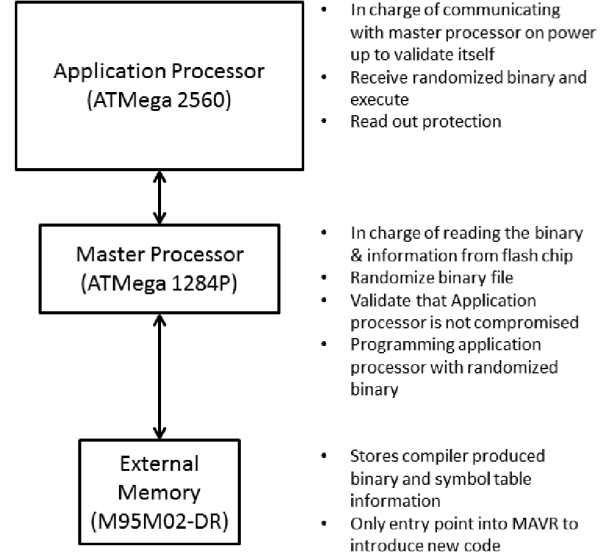 Application Processor
(ATMega 2560)
• In charge of communicating
with master processor on power
up to validate itself
• Receive randomized binary and
execute
• Read out protection
Master Processor
(ATMega 1284P)
• In charge of reading the binary
& information from flash chip
• Randomize binary file
• Validate that Application
processor is not compromised
• Programming application
processor with randomized
binary
External
Memory
(M95M02-DR)
• Stores compiler produced
binary and symbol table
information
• Only entry point into MAVR to
introduce new code